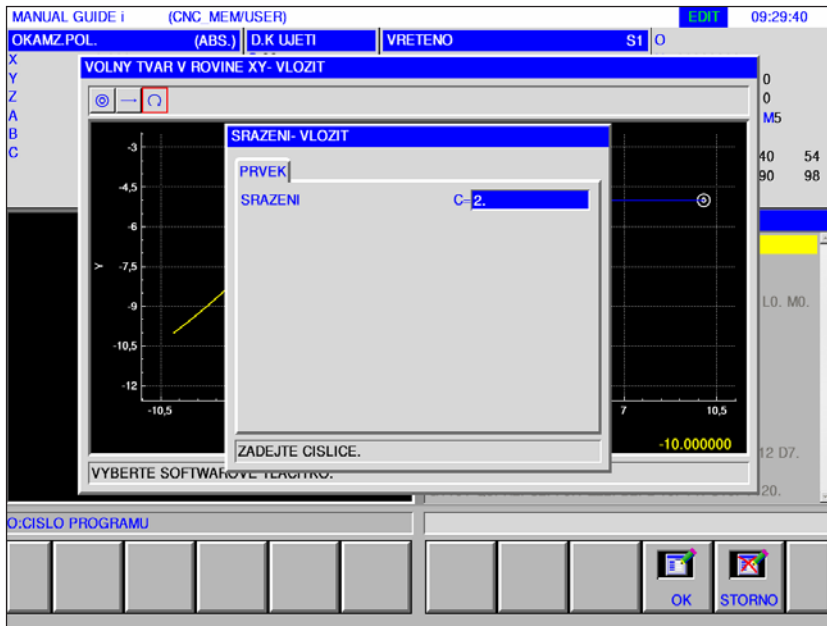 MANUAL GUIDE i (CNC_MEM/USER) EDIT 09:29:40
OKAMZ.POL. (ABS.) D.K UJETI VRETENO S1 O
X
Y
Z
A
B
C
0
0
M5
40 54
90 98
VOLNY TVAR V ROVINE XY- VLOZIT
SRAZENI- VLOZIT
PRVEK
SRAZENI C=2.
ZADEJTE CISLICE.
Y
-3
-4,5
-6
-7,5
-9
-10,5
-12
-10,5 7 10,5
-10.000000
VYBERTE SOFTWAROVE TLACITKO.
L0. M0.
12 D7.
20.
O:CISLO PROGRAMU
OK STORNO